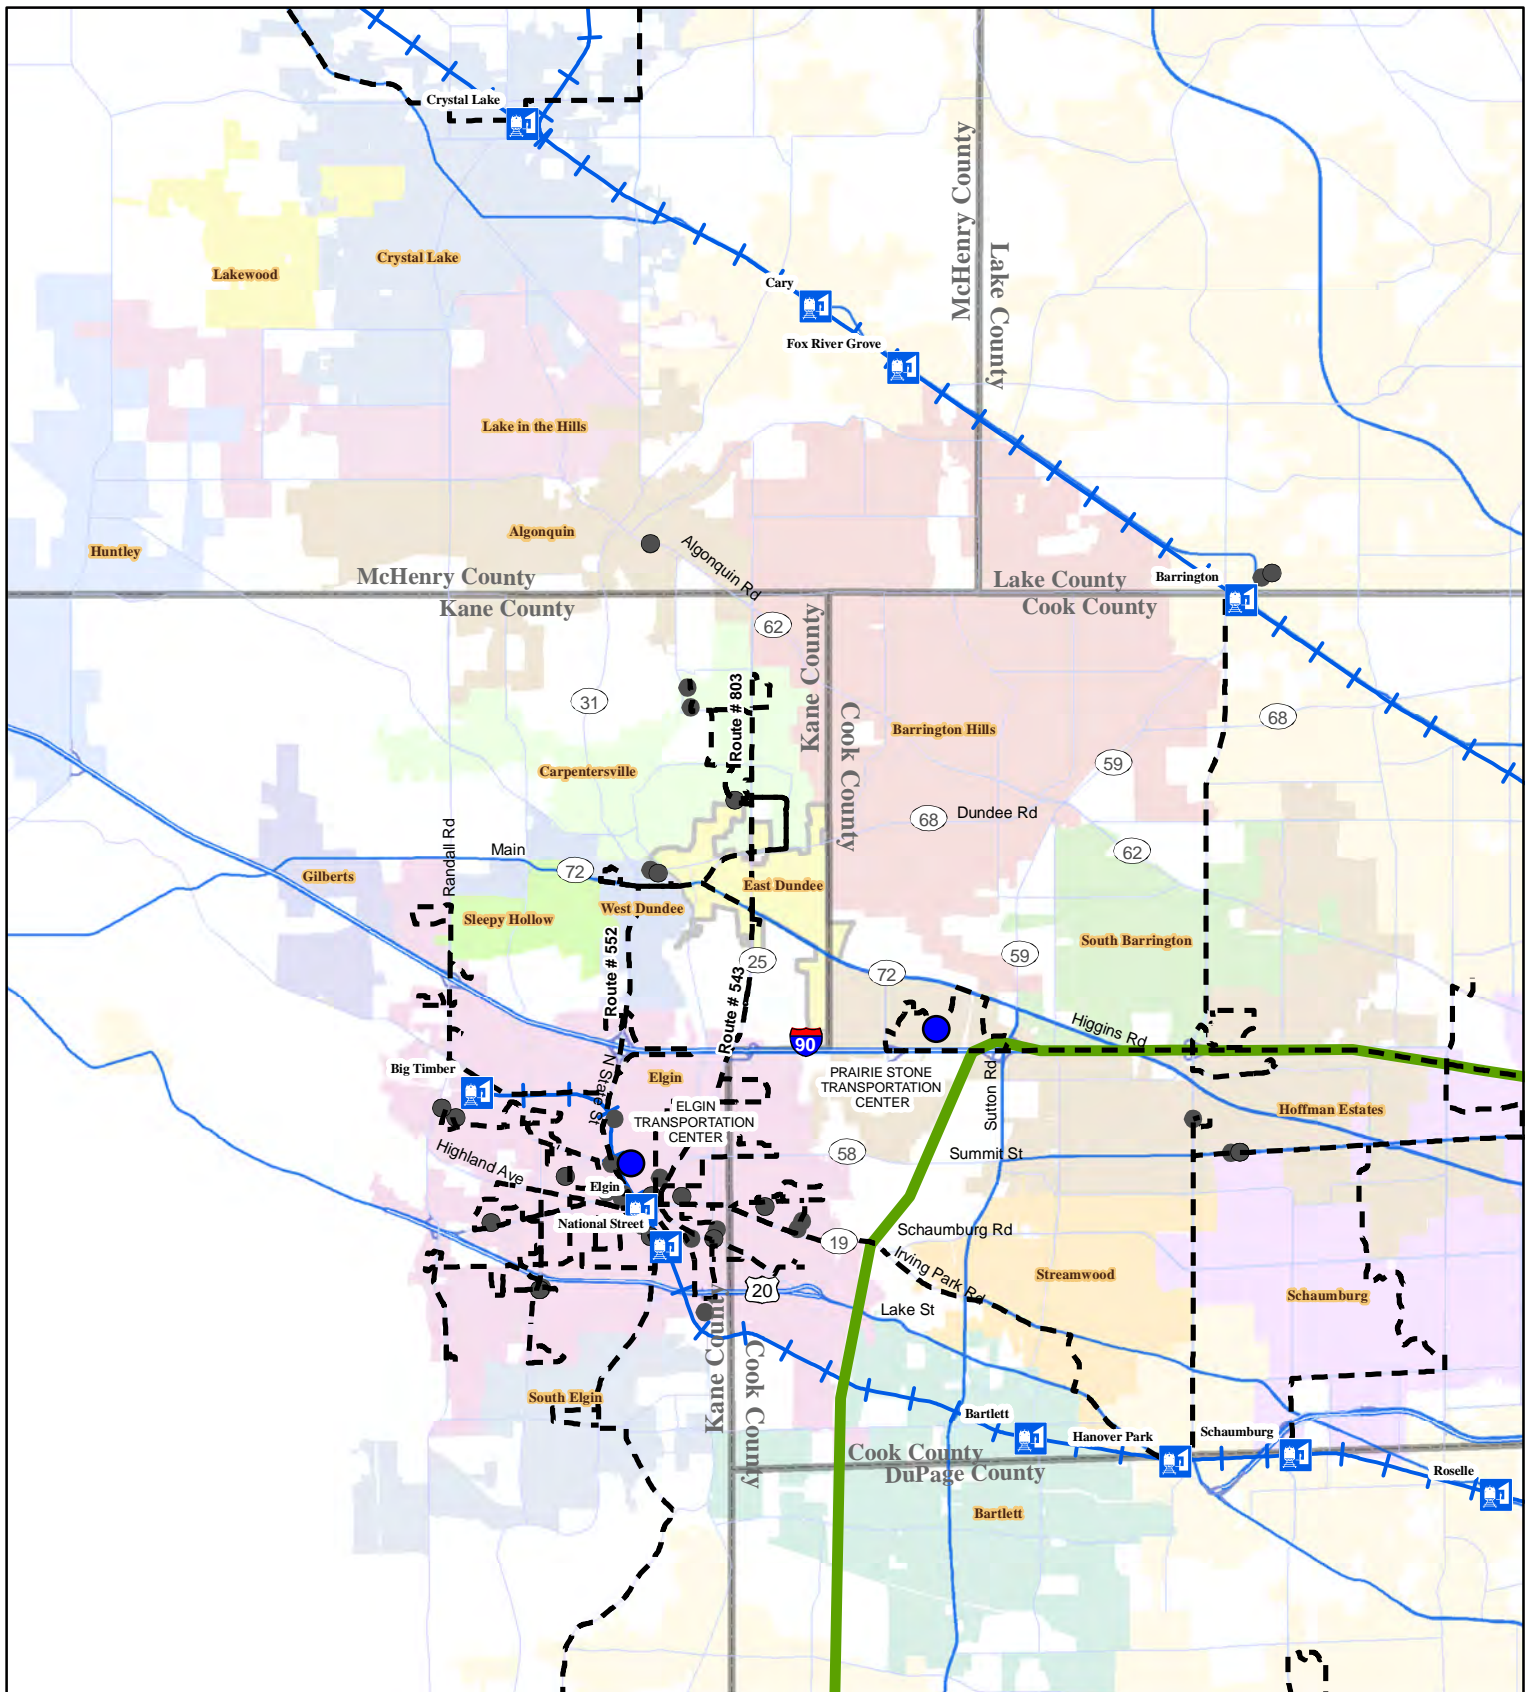 Crystal Lake
McHenry County
Lake County
Crystal Lake
Lakewood
Cary
Fox River Grove
Lake in the Hills
Algonquin
Huntley
Algonquin Rd
McHenry County
Kane County
Lake County
Cook County
Barrington
62
Kane County
Cook County
31
Route # 803
68
Barrington Hills
59
Carpentersville
68
Dundee Rd
Randall Rd
Main
62
72
Gilberts
East Dundee
Sleepy Hollow
West Dundee
South Barrington
Route # 552
25
59
72
Route # 543
Higgins Rd
90
Big Timber
N State St
Elgin
PRAIRIE STONE
TRANSPORTATION
CENTER
Sutton Rd
ELGIN
TRANSPORTATION
CENTER
Hoffman Estates
Highland Ave
58
Summit St
Elgin
National Street
19
Schaumburg Rd
Irving Park Rd
Streamwood
20
Lake St
Schaumburg
Kane County
Cook County
South Elgin
Bartlett
Hanover Park
Schaumburg
Cook County
DuPage County
Roselle
Bartlett